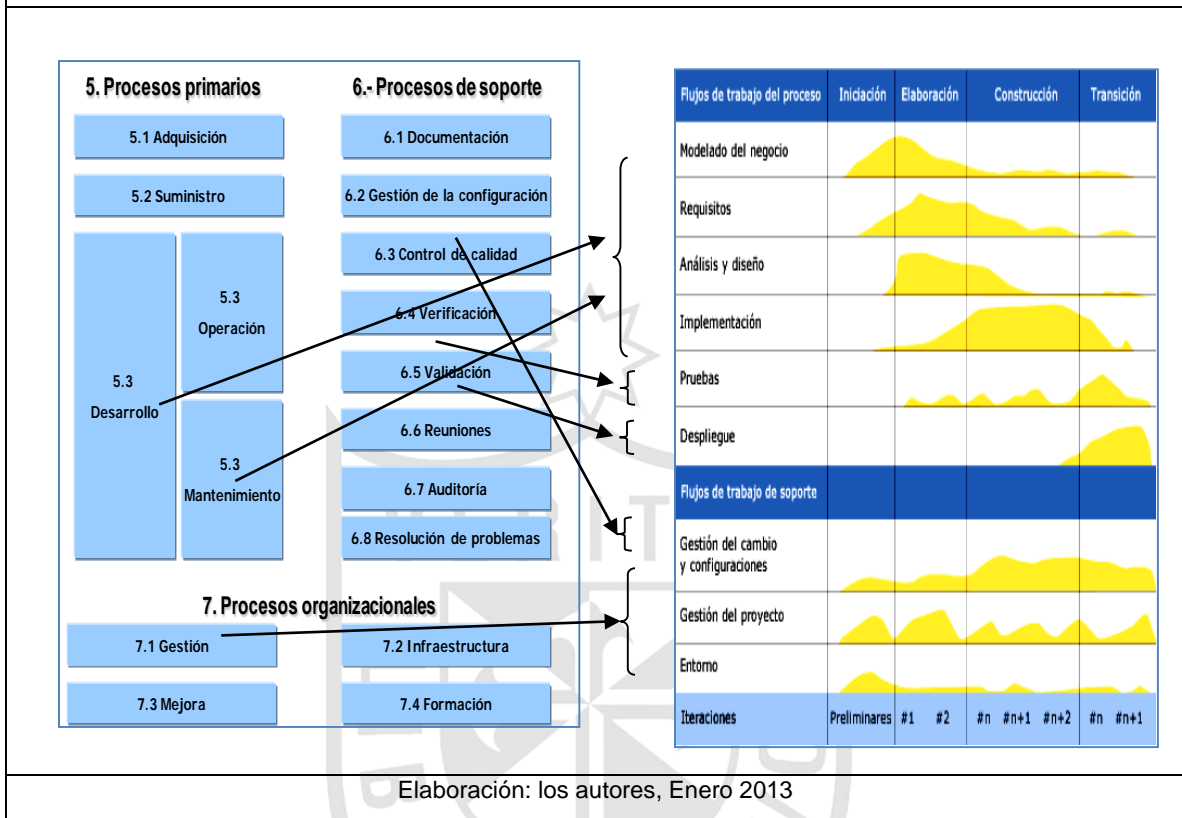 5. Procesos primarios
6.- Procesos de soporte
5.1 Adquisición
6.1 Documentación
5.2 Suministro
6.2 Gestión de la configuración
6.3 Control de calidad
5.3
Operación
6.4 Verificación
5.3
Desarrollo
6.5 Validación
6.6 Reuniones
5.3
Mantenimiento
6.7 Auditoría
6.8 Resolución de problemas
7. Procesos organizacionales
7.1 Gestión
7.2 Infraestructura
7.3 Mejora
7.4 Formación
Flujos de trabajo del proceso Iniciación Elaboración Construcción Transición
Modelado del negocio
Requisitos
Análisis y diseño
Implementación
Pruebas
Despliegue
Flujos de trabajo de soporte
Gestión del cambio
y configuraciones
Gestión del proyecto
Entorno
Iteraciones Preliminares #1 #2 #n #n+1 #n+2 #n #n+1
Elaboración: los autores, Enero 2013